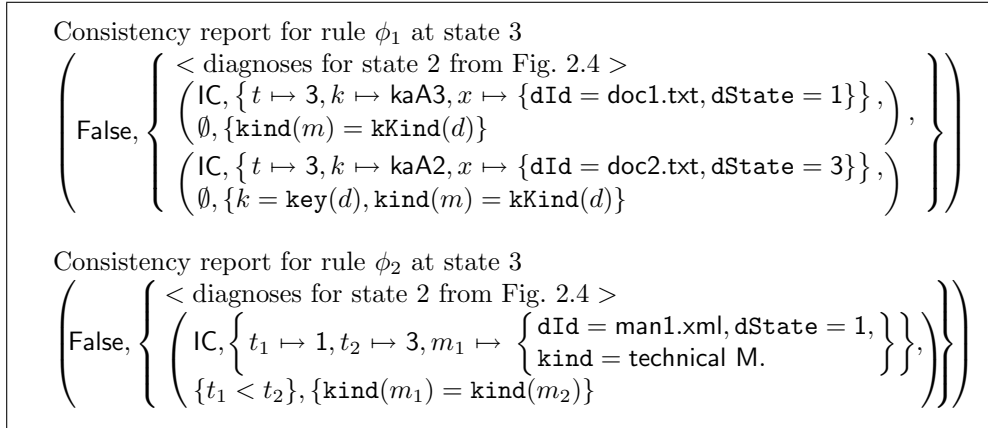 Consistency report for rule ϕ₁ at state 3
< diagnoses for state 2 from Fig. 2.4 >
(False, { (IC, {t ↦ 3, k ↦ kaA3, x ↦ {dId = doc1.txt, dState = 1}},
∅, {kind(m) = kKind(d)}),
(IC, {t ↦ 3, k ↦ kaA2, x ↦ {dId = doc2.txt, dState = 3}},
∅, {k = key(d), kind(m) = kKind(d)}) })
Consistency report for rule ϕ₂ at state 3
< diagnoses for state 2 from Fig. 2.4 >
(False, { (IC, {t₁ ↦ 1, t₂ ↦ 3, m₁ ↦ {dId = man1.xml, dState = 1,
kind = technical M.}},
{t₁ < t₂}, {kind(m₁) = kind(m₂)}) })